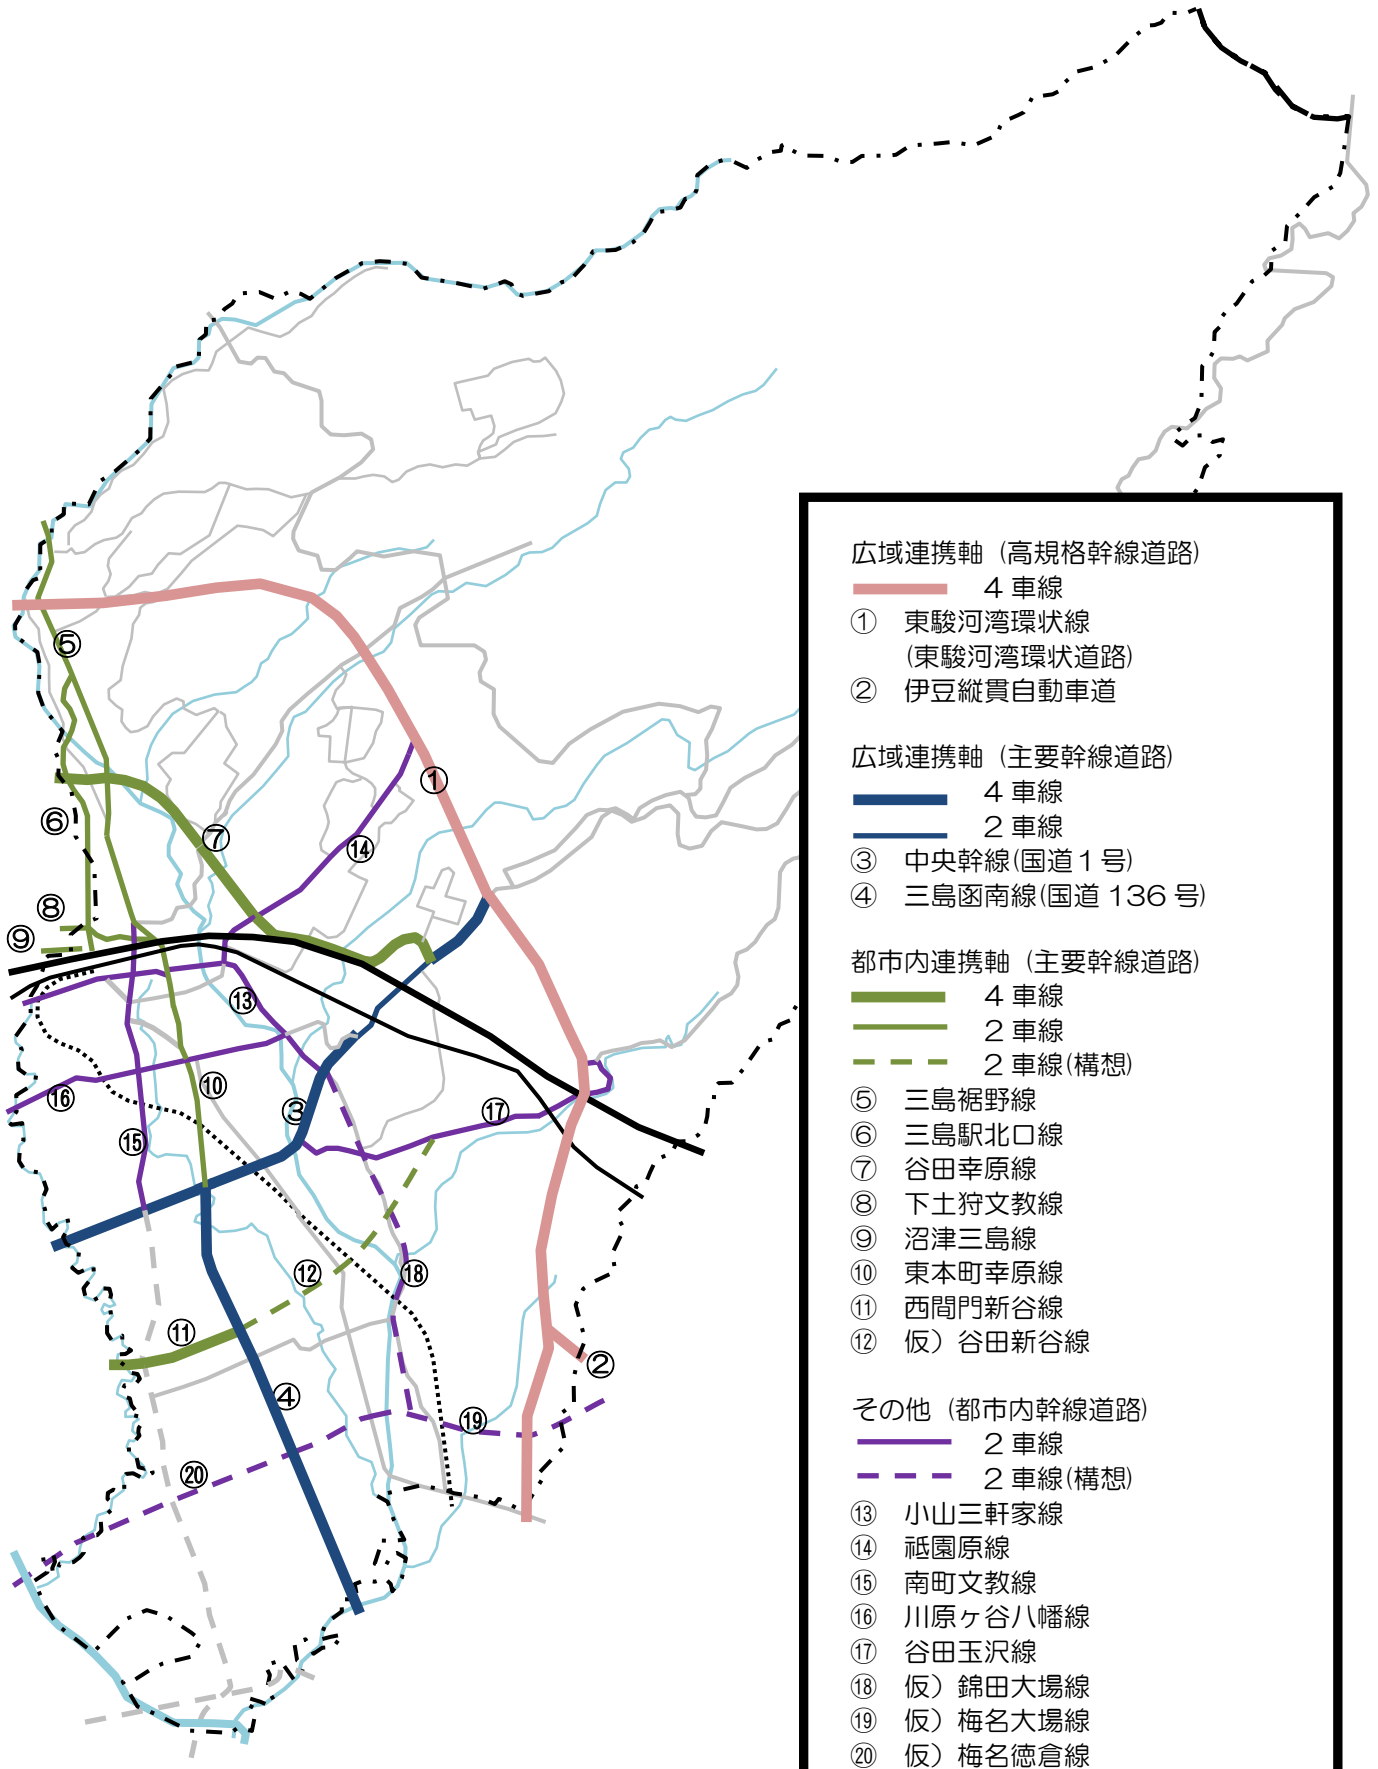 ⑤
①
⑥
⑦
⑭
⑧
⑨
⑬
⑩
⑯
③
⑰
⑮
⑫
⑱
⑪
②
④
⑲
⑳
広域連携軸（高規格幹線道路）
4車線
① 東駿河湾環状線
(東駿河湾環状道路)
② 伊豆縦貫自動車道
広域連携軸（主要幹線道路）
4車線
2車線
③ 中央幹線(国道1号)
④ 三島函南線(国道136号)
都市内連携軸（主要幹線道路）
4車線
2車線
2車線(構想)
⑤ 三島裾野線
⑥ 三島駅北口線
⑦ 谷田幸原線
⑧ 下土狩文教線
⑨ 沼津三島線
⑩ 東本町幸原線
⑪ 西間門新谷線
⑫ 仮）谷田新谷線
その他（都市内幹線道路）
2車線
2車線(構想)
⑬ 小山三軒家線
⑭ 祗園原線
⑮ 南町文教線
⑯ 川原ヶ谷八幡線
⑰ 谷田玉沢線
⑱ 仮）錦田大場線
⑲ 仮）梅名大場線
⑳ 仮）梅名徳倉線